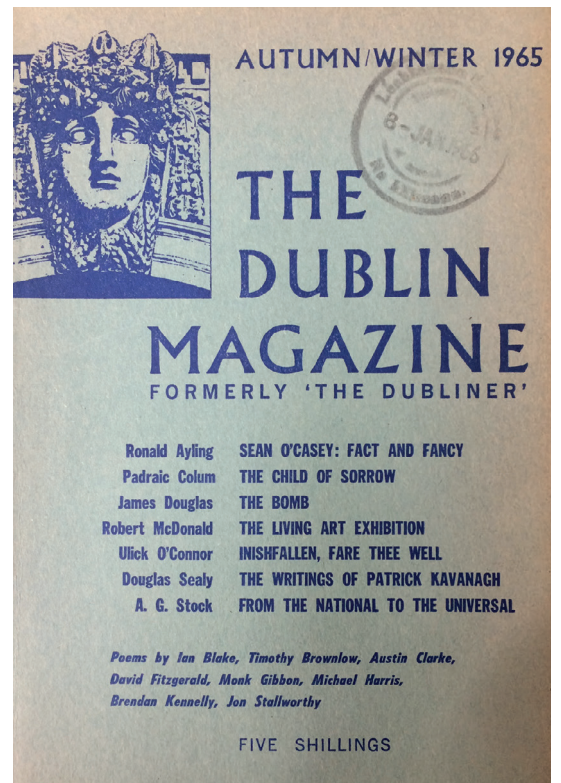 AUTUMN/WINTER 1965
8-JAN 1966
THE
DUBLIN
MAGAZINE
FORMERLY 'THE DUBLINER'
Ronald Ayling SEAN O'CASEY: FACT AND FANCY
Padraic Colum THE CHILD OF SORROW
James Douglas THE BOMB
Robert McDonald THE LIVING ART EXHIBITION
Ulick O'Connor INISHFALLEN, FARE THEE WELL
Douglas Sealy THE WRITINGS OF PATRICK KAVANAGH
A. G. Stock FROM THE NATIONAL TO THE UNIVERSAL
Poems by Ian Blake, Timothy Brownlow, Austin Clarke,
David Fitzgerald, Monk Gibbon, Michael Harris,
Brendan Kennelly, Jon Stallworthy
FIVE SHILLINGS